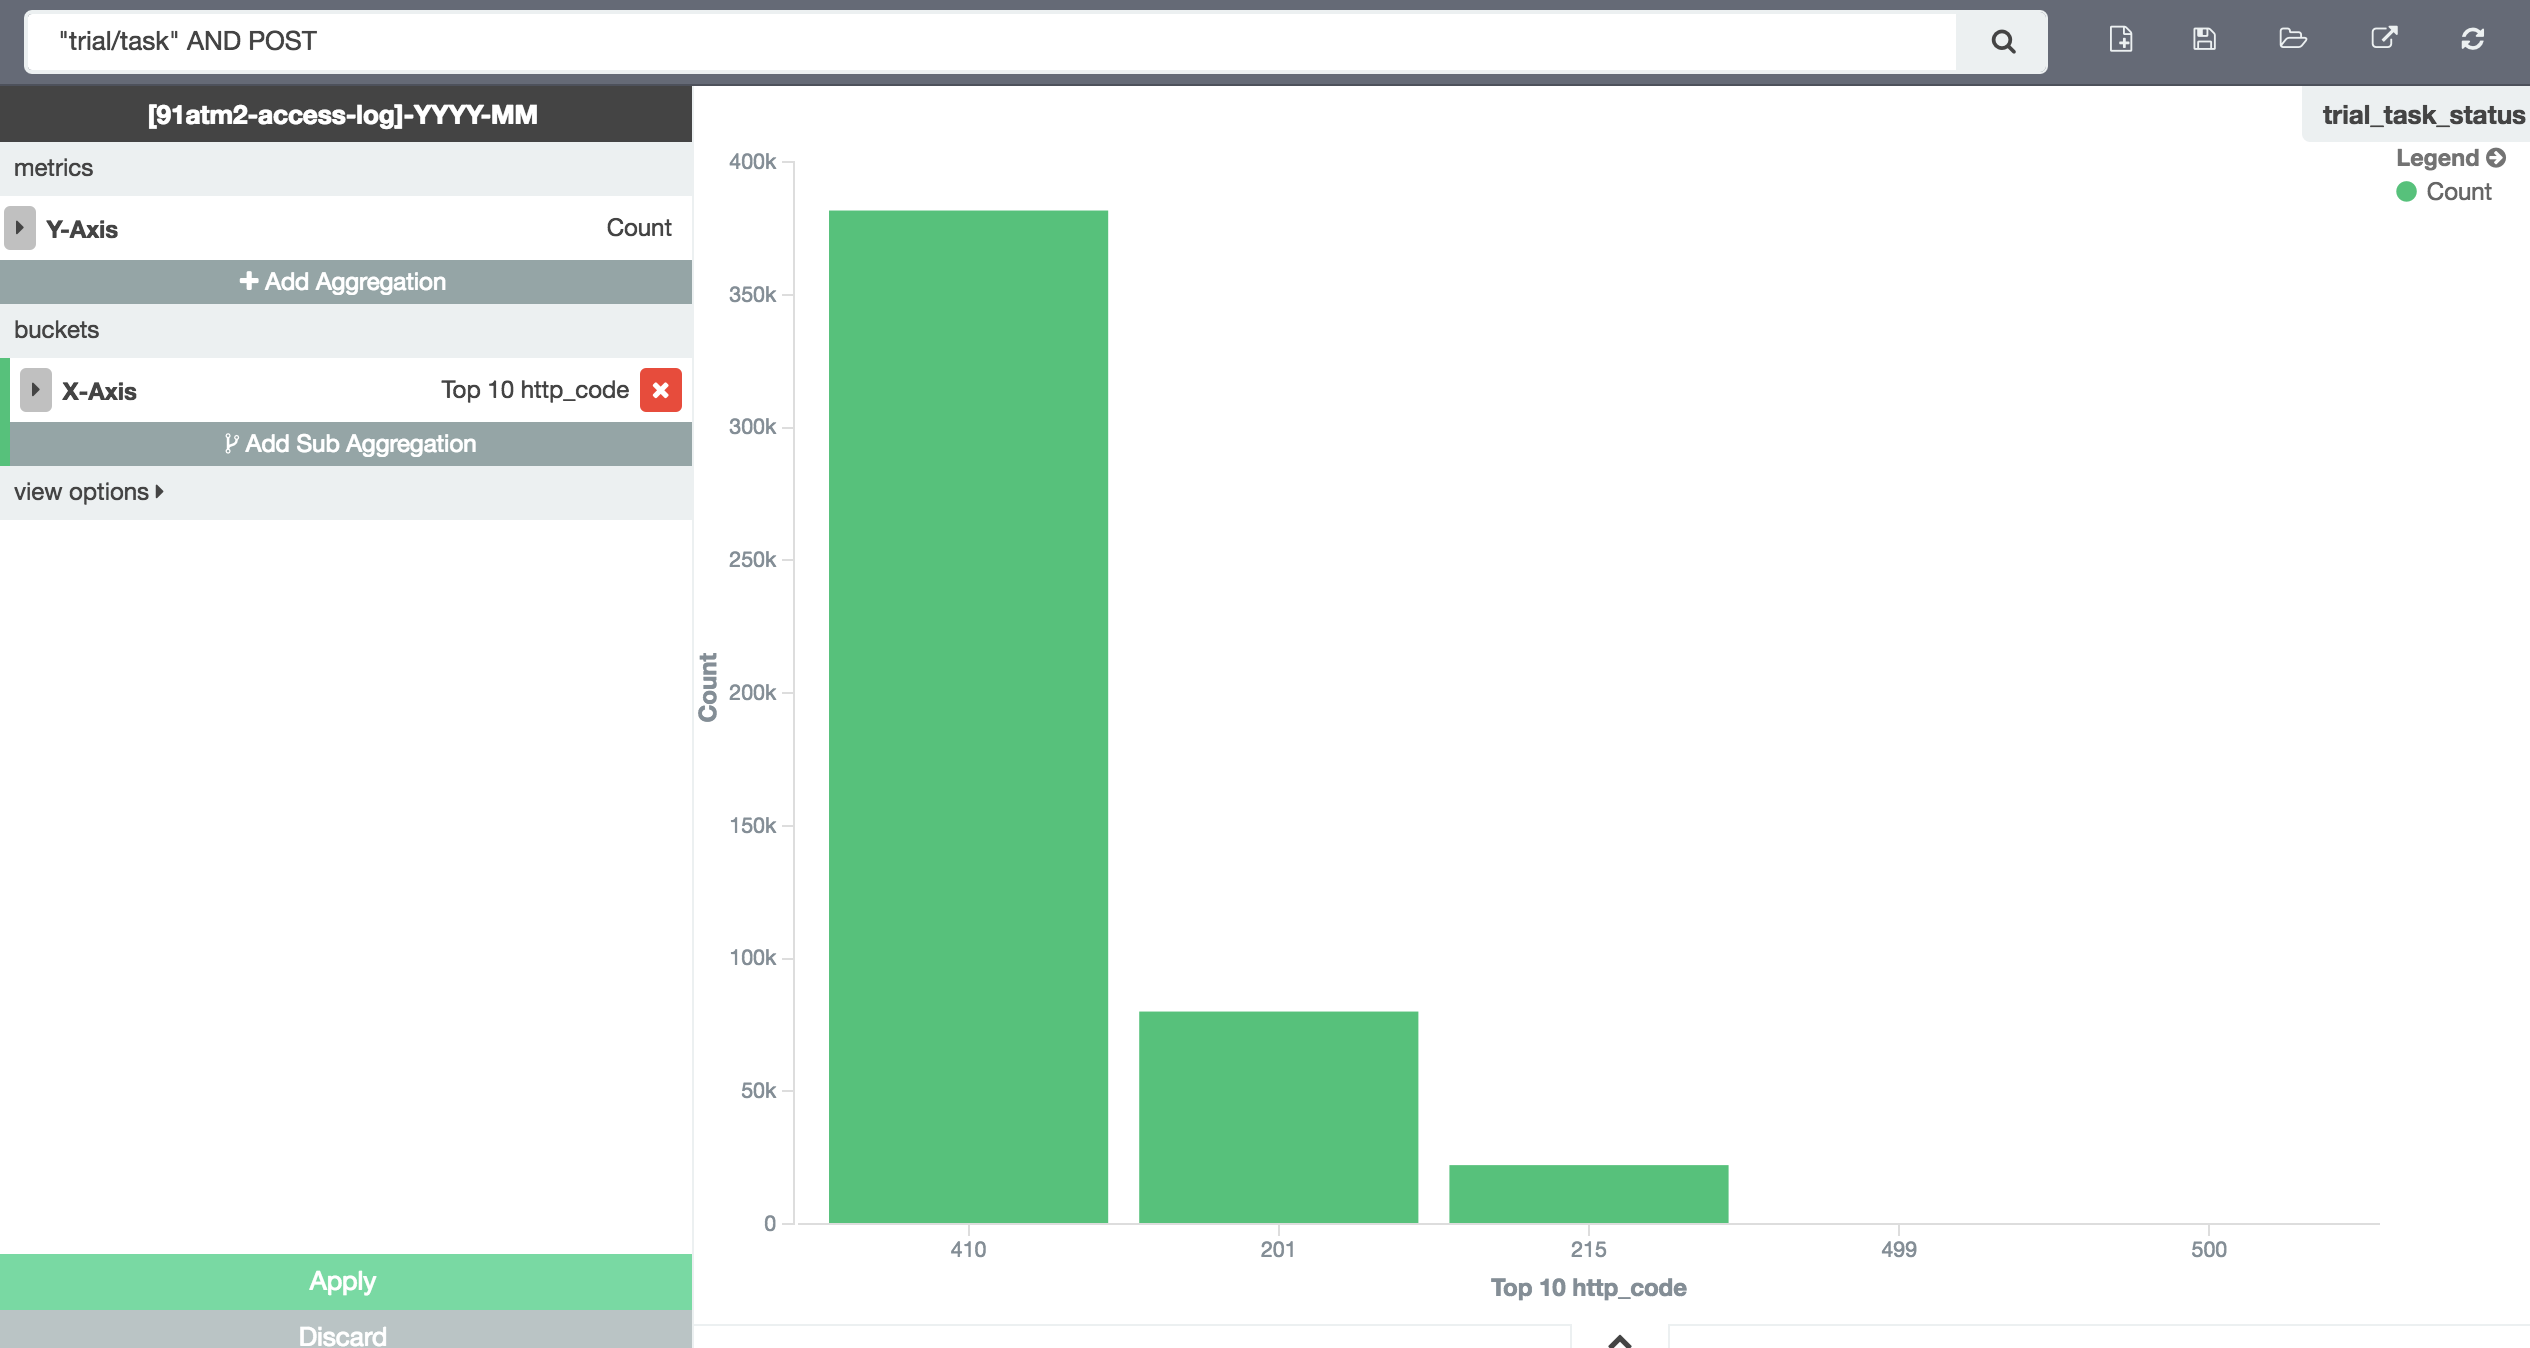 "trial/task" AND POST
[91atm2-access-log]-YYYY-MM
metrics
Y-Axis Count
Add Aggregation
buckets
X-Axis Top 10 http_code
Add Sub Aggregation
view options
Apply
Discard
trial_task_status
Legend
Count
400k
350k
300k
250k
200k
150k
100k
50k
0
Count
410 201 215 499 500
Top 10 http_code